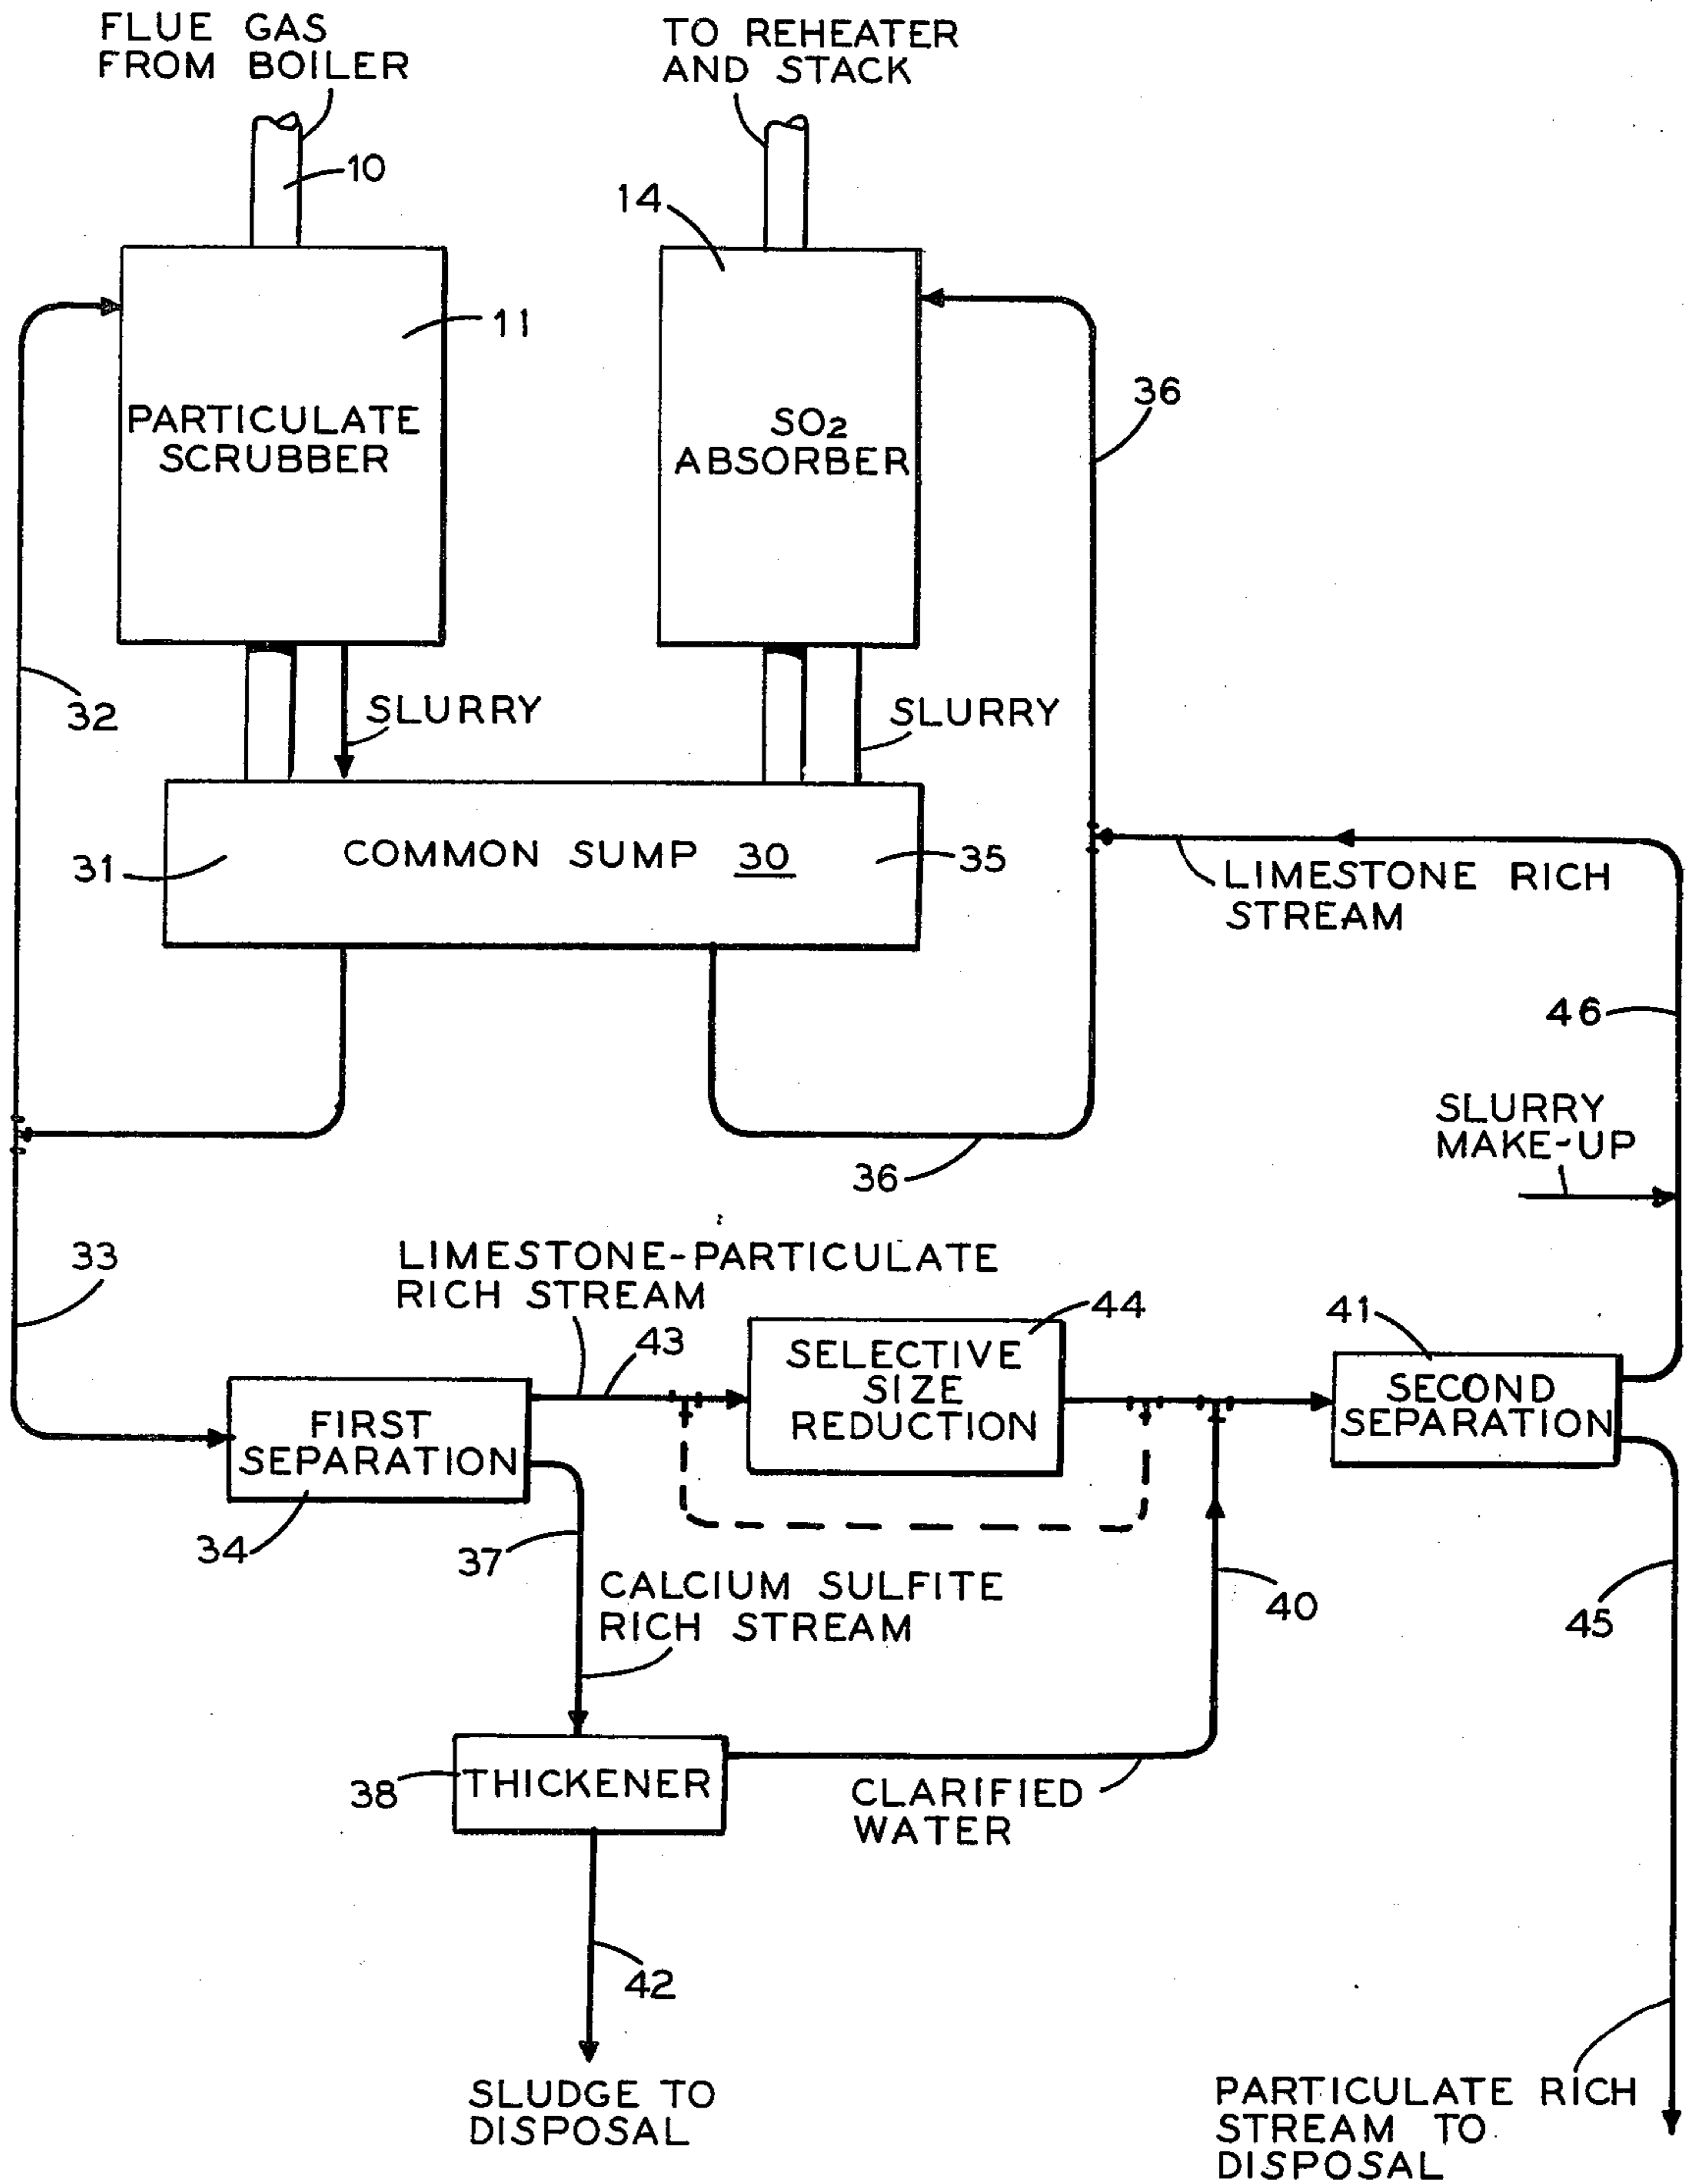 FLUE GAS
FROM BOILER
TO REHEATER
AND STACK
10
14
11
36
PARTICULATE
SCRUBBER
SO2
ABSORBER
32
SLURRY
SLURRY
31
COMMON SUMP 30
35
LIMESTONE RICH
STREAM
46
SLURRY
MAKE-UP
36
33
LIMESTONE-PARTICULATE
RICH STREAM
43
44
41
SELECTIVE
SIZE
REDUCTION
SECOND
SEPARATION
FIRST
SEPARATION
34
37
CALCIUM SULFITE
RICH STREAM
40
45
38
THICKENER
CLARIFIED
WATER
42
SLUDGE TO
DISPOSAL
PARTICULATE RICH
STREAM TO
DISPOSAL